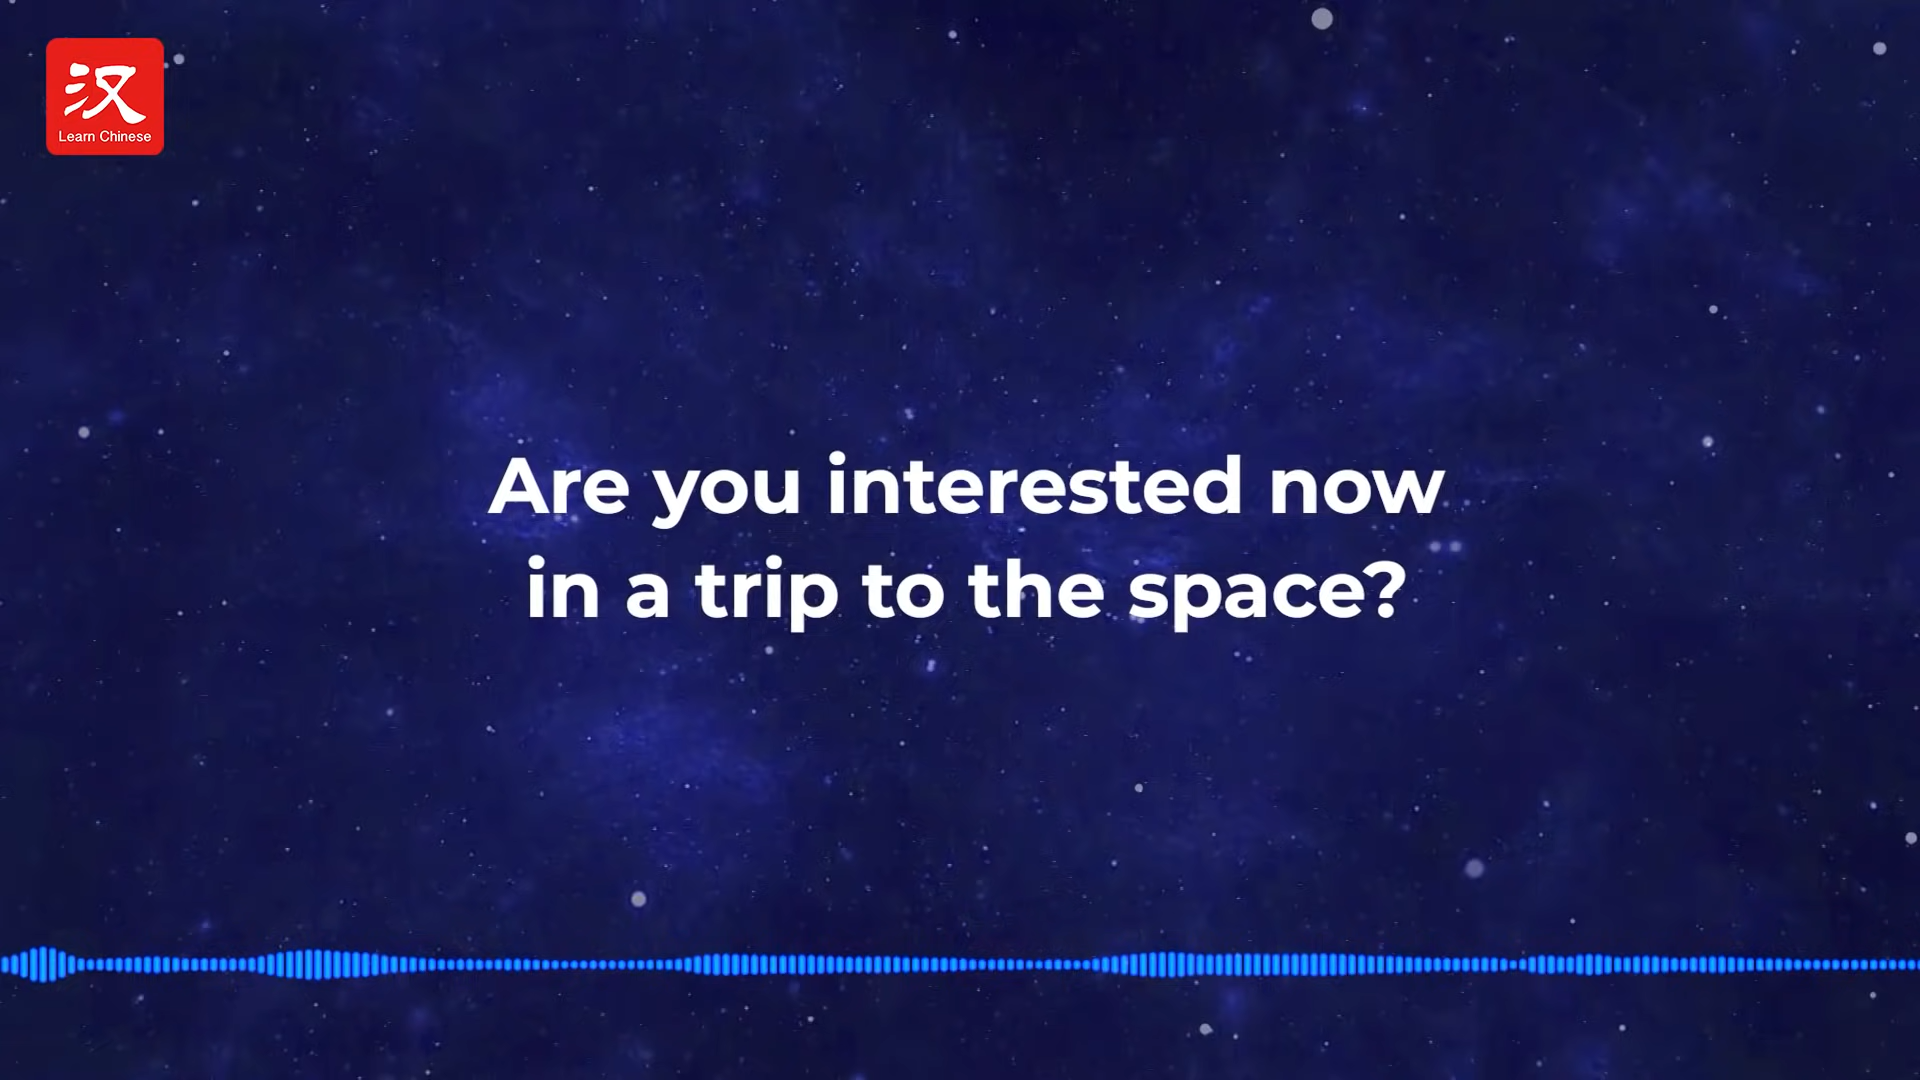 汉
Learn Chinese
Are you interested now
in a trip to the space?